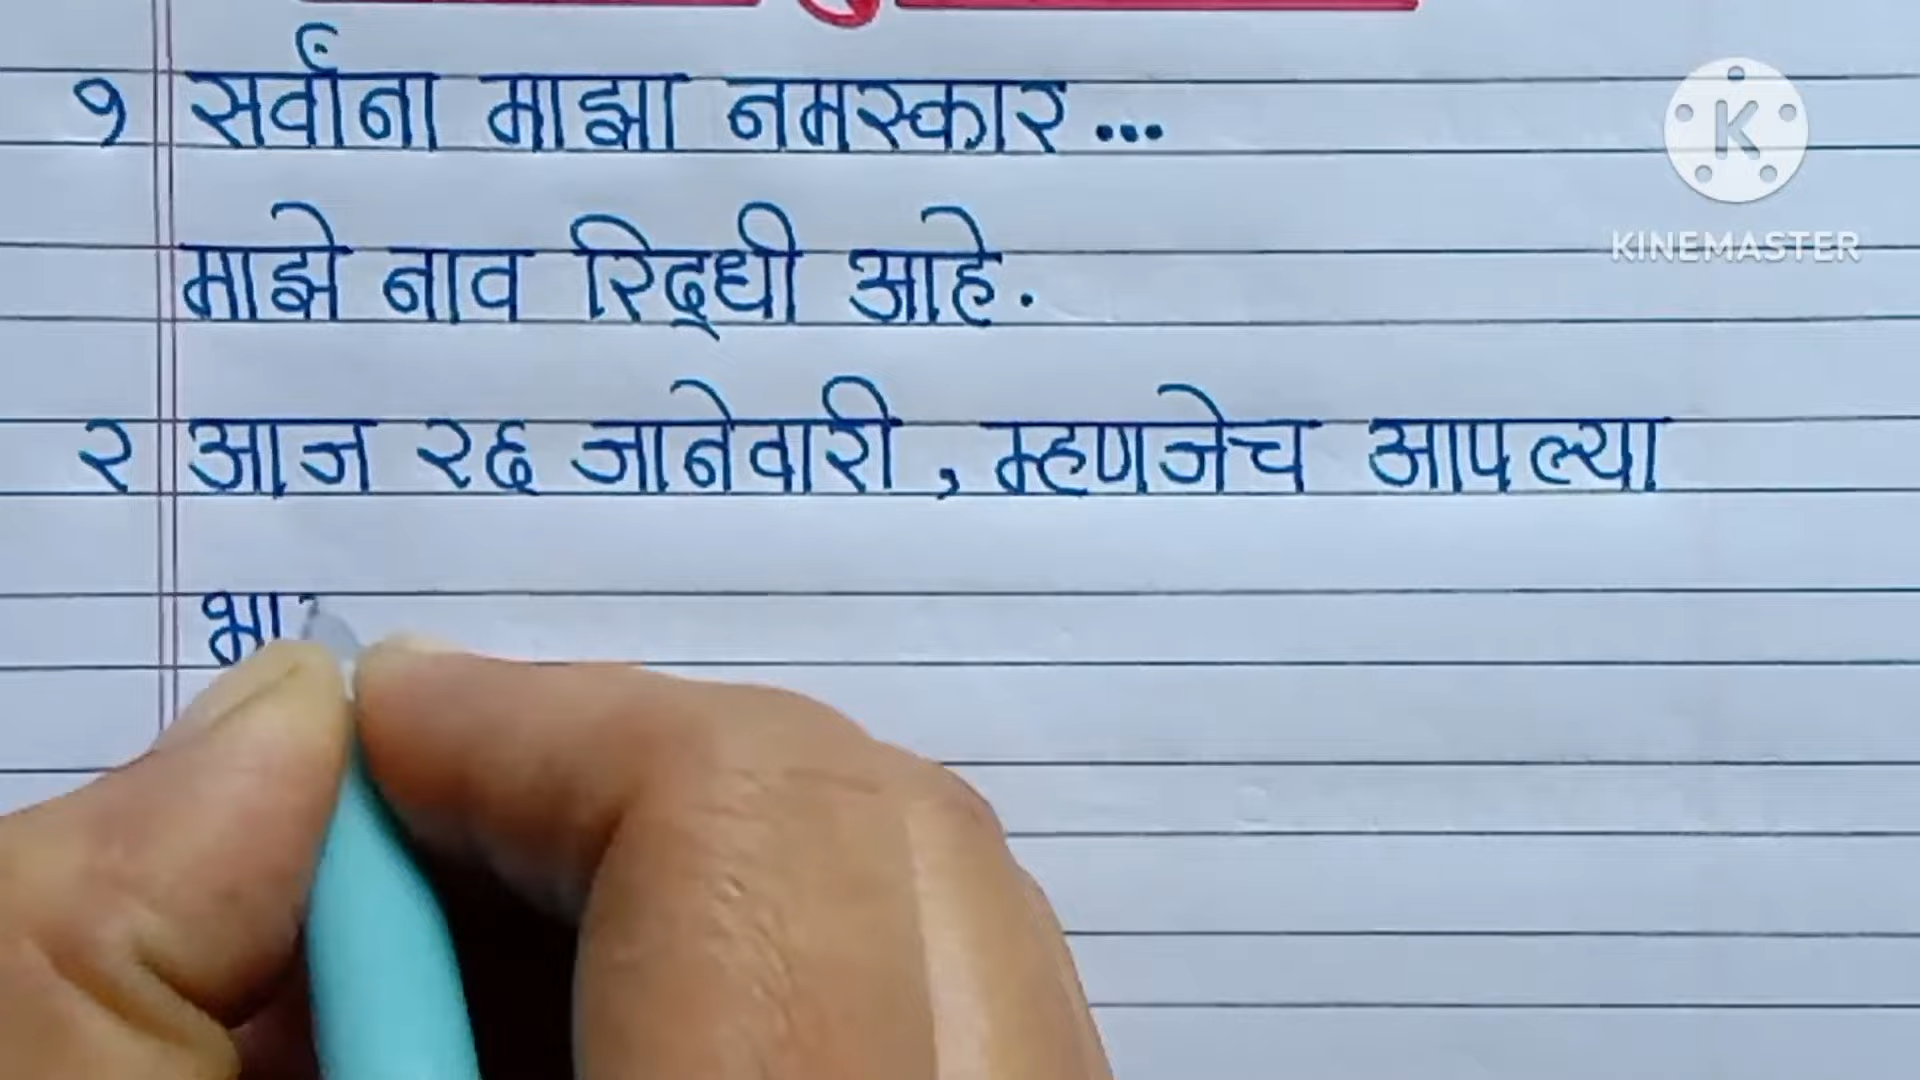 १ सर्वांना माझा नमस्कार...
माझे नाव रिद्धी आहे.
२ आज २६ जानेवारी, म्हणजेच आपल्या
भा
KINEMASTER